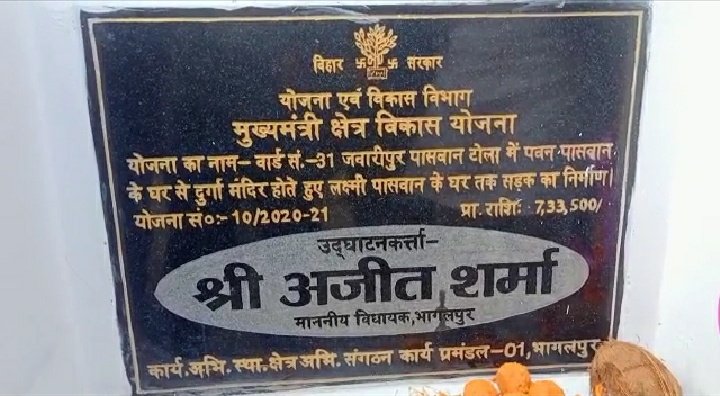 बिहार सरकार
योजना एवं विकास विभाग
मुख्यमंत्री क्षेत्र विकास योजना
योजना का नाम- वार्ड सं.-31 जवारीपुर पासवान टोला में पवन पासवान
के घर से दुर्गा मंदिर होते हुए लक्ष्मी पासवान के घर तक सड़क का निर्माण।
योजना सं०:- 10/2020-21 प्रा. राशि: 7,33,500/
उद्घाटनकर्त्ता-
श्री अजीत शर्मा
माननीय विधायक,भागलपुर
कार्य.अभि.स्था.क्षेत्र अभि. संगठन कार्य प्रमंडल-01,भागलपुर